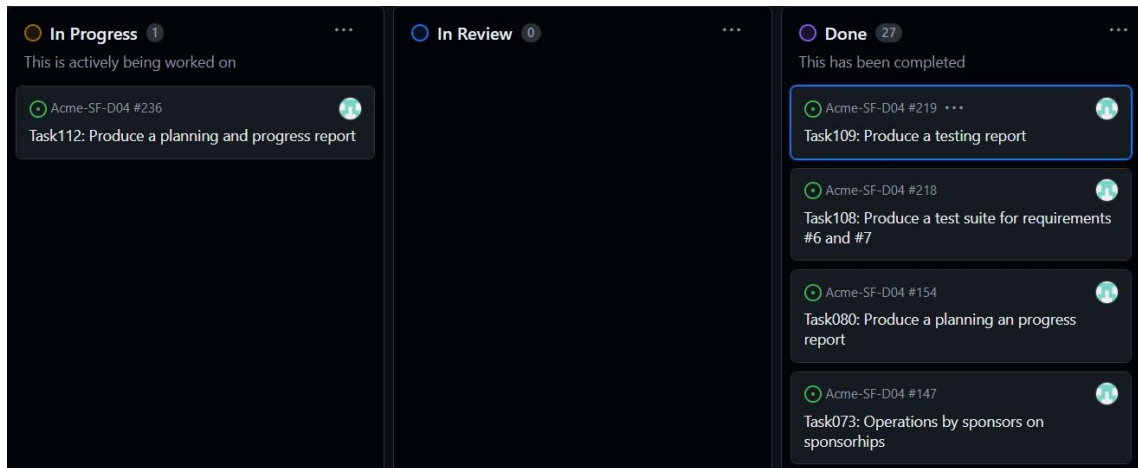 In Progress 1 ...
This is actively being worked on
Acme-SF-D04 #236
Task112: Produce a planning and progress report
In Review 0 ...
Done 27 ...
This has been completed
Acme-SF-D04 #219 ...
Task109: Produce a testing report
Acme-SF-D04 #218
Task108: Produce a test suite for requirements
#6 and #7
Acme-SF-D04 #154
Task080: Produce a planning an progress
report
Acme-SF-D04 #147
Task073: Operations by sponsors on
sponsorhips